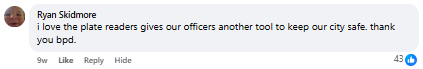 Ryan Skidmore
i love the plate readers gives our officers another tool to keep our city safe. thank
you bpd.
9w Like Reply Hide 43